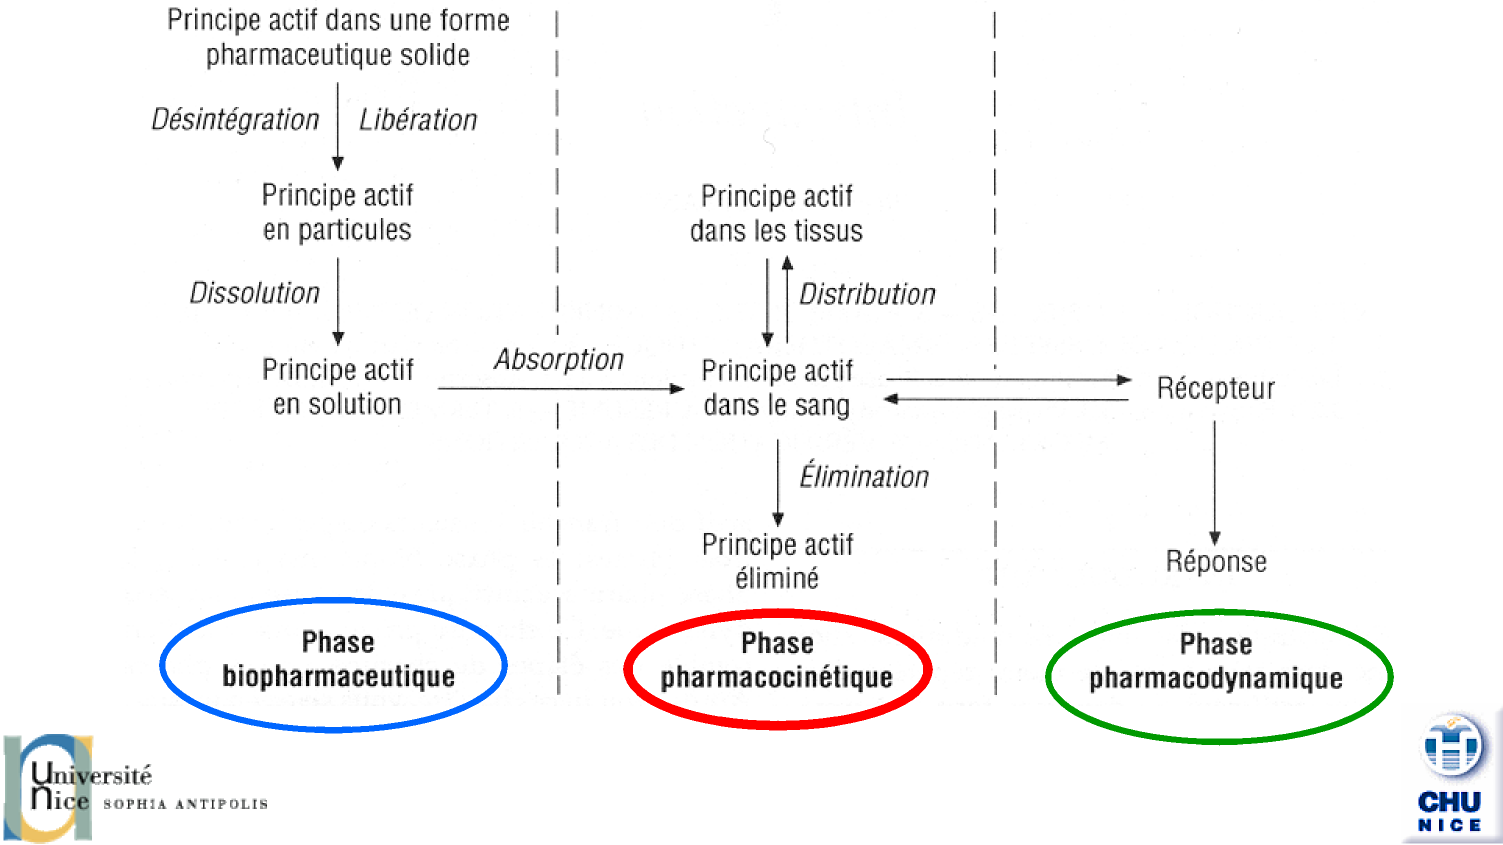 Principe actif dans une forme
pharmaceutique solide
Désintégration
Libération
Principe actif
en particules
Dissolution
Principe actif
en solution
Absorption
Principe actif
dans les tissus
Distribution
Principe actif
dans le sang
Élimination
Principe actif
éliminé
Récepteur
Réponse
Phase
biopharmaceutique
Phase
pharmacocinétique
Phase
pharmacodynamique
Université
Nice SOPHIA ANTIPOLIS
CHU
NICE